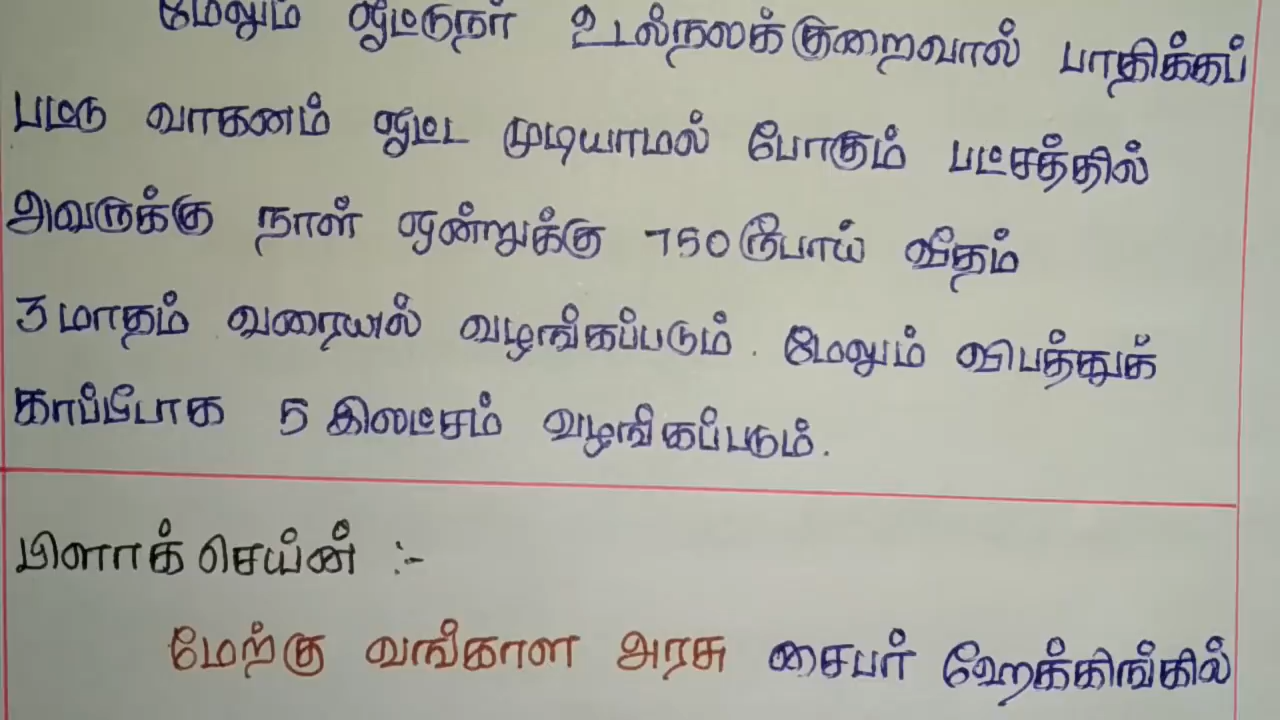 மேலும் ஓட்டுநர் உடல்நலக்குறைவால் பாதிக்கப்
பட்டு வாகனம் ஓட்ட முடியாமல் போகும் பட்சத்தில்
அவருக்கு நாள் ஒன்றுக்கு 750 ரூபாய் வீதம்
3 மாதம் வரையில் வழங்கப்படும். மேலும் விபத்துக்
காப்பீடாக 5 இலட்சம் வழங்கப்படும்.
பிளாக் செய்ன் :-
மேற்கு வங்காள அரசு சைபர் ஹேக்கிங்கில்